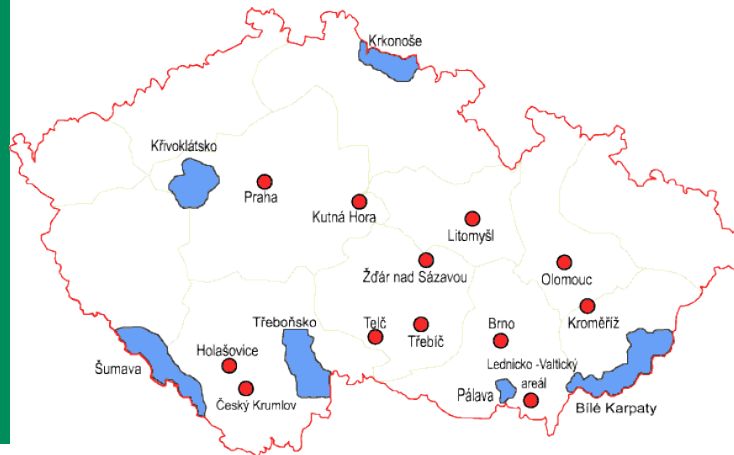 Krkonoše
Křivoklátsko
Praha
Kutná Hora
Litomyšl
Žďár nad Sázavou
Olomouc
Kroměříž
Třeboňsko
Telč
Třebíč
Brno
Holašovice
Šumava
Lednicko -Valtický
areál
Český Krumlov
Pálava
Bílé Karpaty